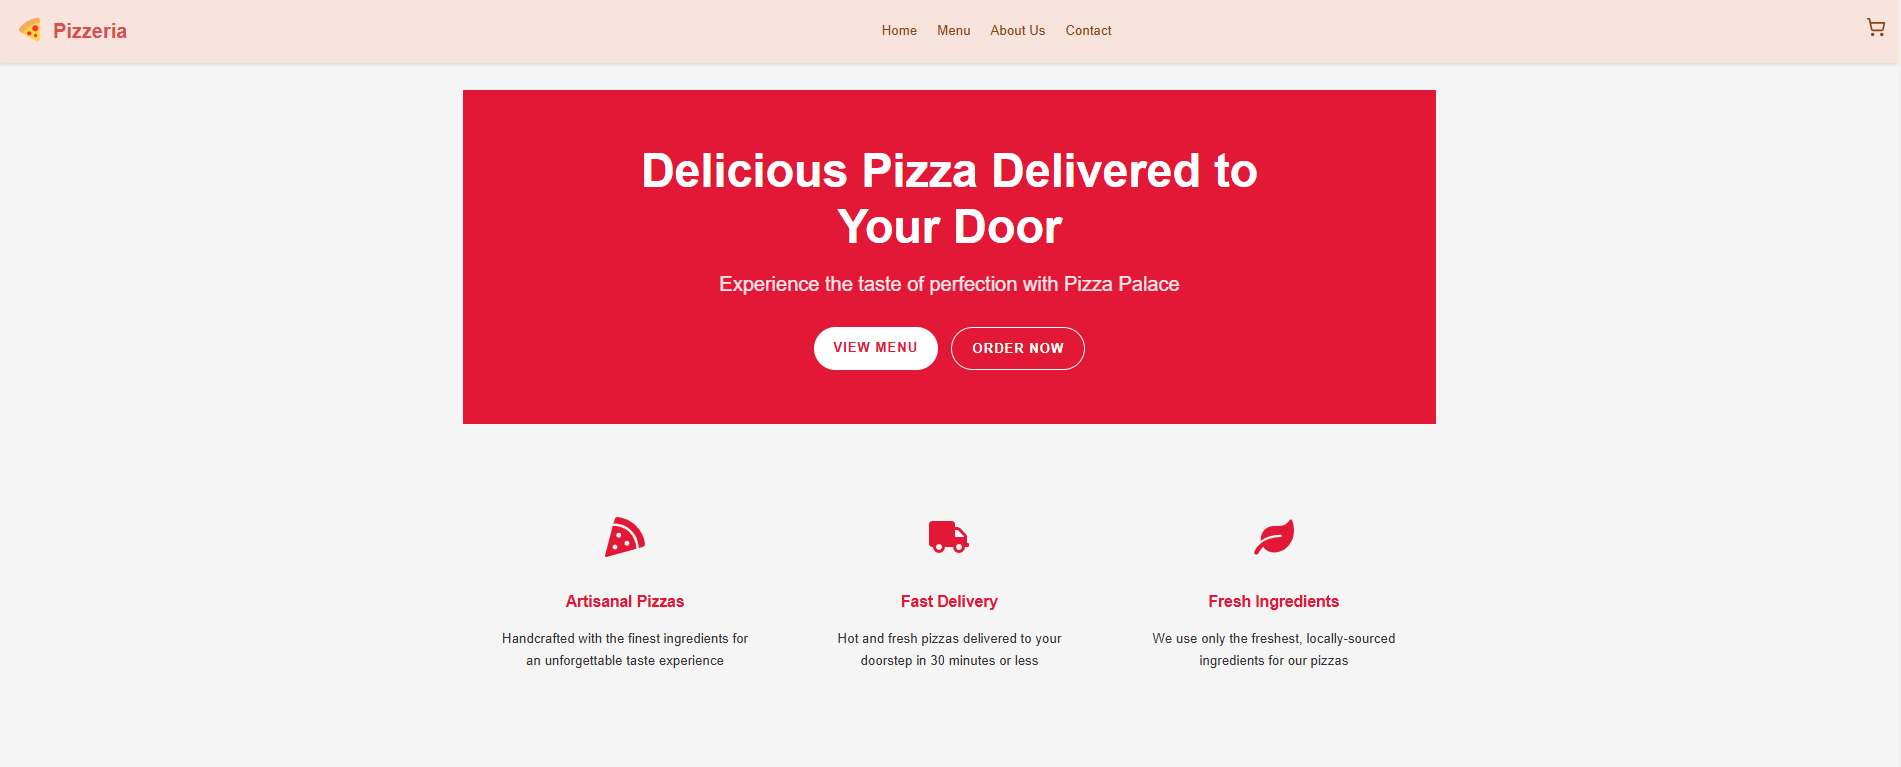 Pizzeria
Home Menu About Us Contact
Delicious Pizza Delivered to
Your Door
Experience the taste of perfection with Pizza Palace
VIEW MENU ORDER NOW
Artisanal Pizzas
Handcrafted with the finest ingredients for
an unforgettable taste experience
Fast Delivery
Hot and fresh pizzas delivered to your
doorstep in 30 minutes or less
Fresh Ingredients
We use only the freshest, locally-sourced
ingredients for our pizzas